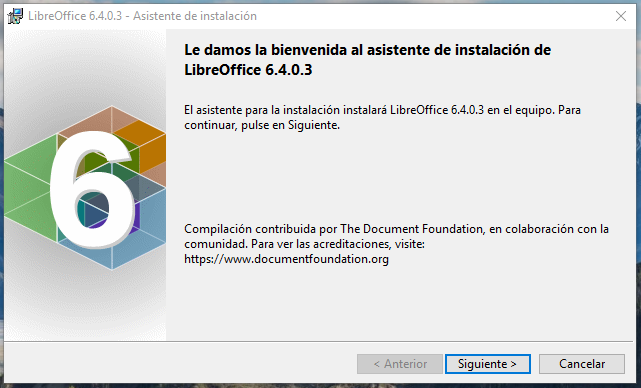 LibreOffice 6.4.0.3 - Asistente de instalación
Le damos la bienvenida al asistente de instalación de
LibreOffice 6.4.0.3
El asistente para la instalación instalará LibreOffice 6.4.0.3 en el equipo. Para
continuar, pulse en Siguiente.
6
Compilación contribuida por The Document Foundation, en colaboración con la
comunidad. Para ver las acreditaciones, visite:
https://www.documentfoundation.org
< Anterior
Siguiente >
Cancelar